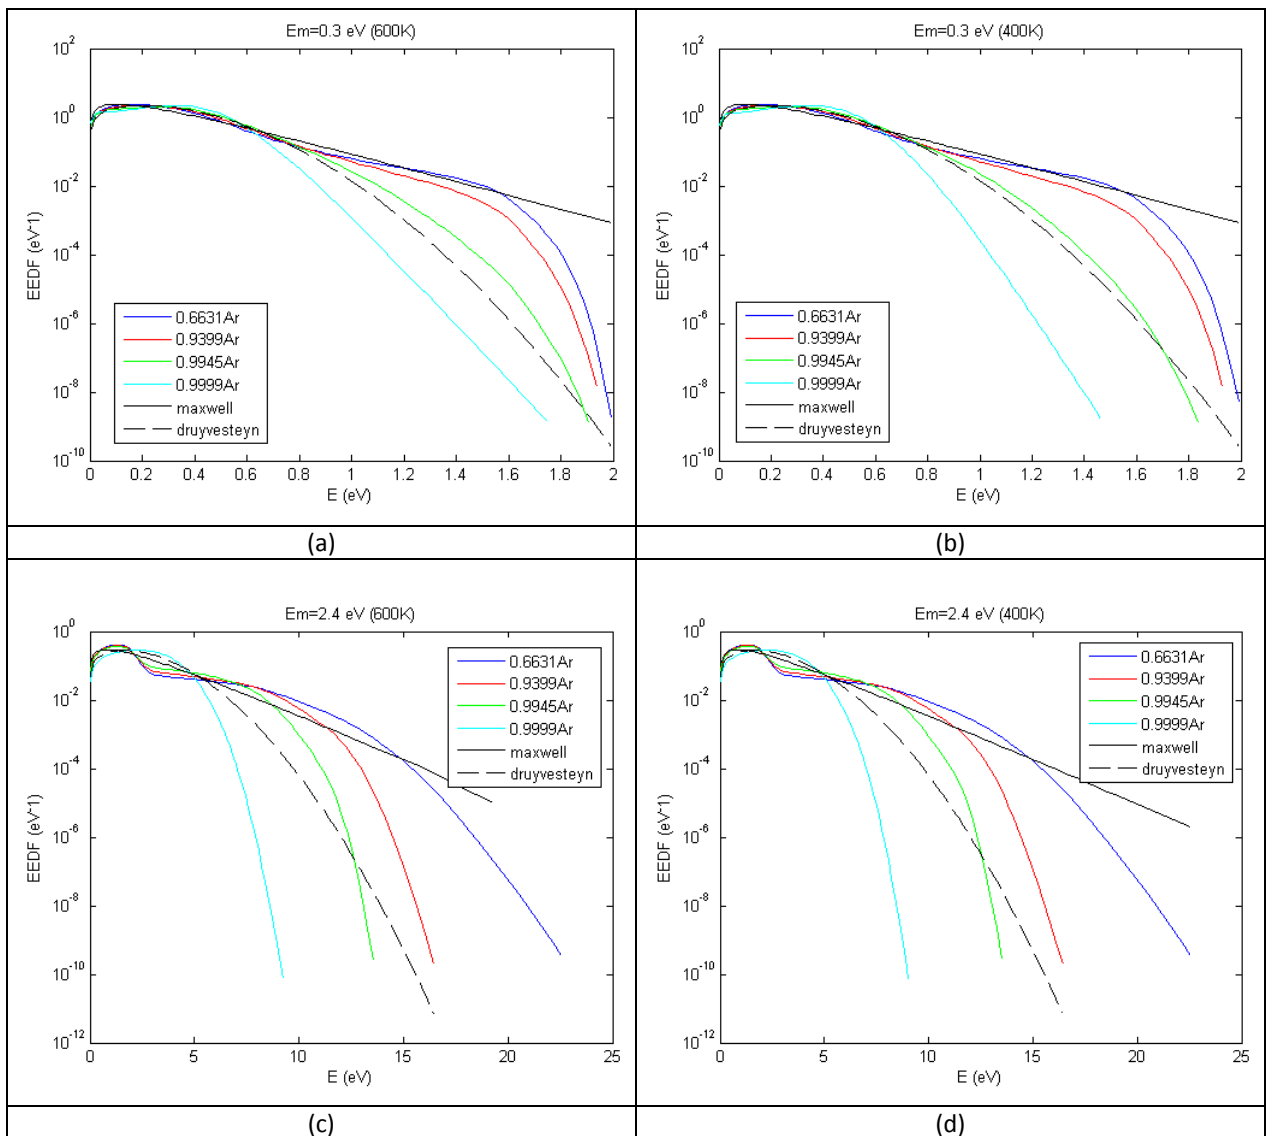 Em=0.3 eV (600K)
10^2
10^0
10^-2
10^-4
10^-6
10^-8
10^-10
EEDF (eV^-1)
0.6631Ar
0.9399Ar
0.9945Ar
0.9999Ar
maxwell
druyvesteyn
0 0.2 0.4 0.6 0.8 1 1.2 1.4 1.6 1.8 2
E (eV)
(a)
Em=0.3 eV (400K)
10^2
10^0
10^-2
10^-4
10^-6
10^-8
10^-10
EEDF (eV^-1)
0.6631Ar
0.9399Ar
0.9945Ar
0.9999Ar
maxwell
druyvesteyn
0 0.2 0.4 0.6 0.8 1 1.2 1.4 1.6 1.8 2
E (eV)
(b)
Em=2.4 eV (600K)
10^0
10^-2
10^-4
10^-6
10^-8
10^-10
10^-12
EEDF (eV^-1)
0.6631Ar
0.9399Ar
0.9945Ar
0.9999Ar
maxwell
druyvesteyn
0 5 10 15 20 25
E (eV)
(c)
Em=2.4 eV (400K)
10^0
10^-2
10^-4
10^-6
10^-8
10^-10
10^-12
EEDF (eV^-1)
0.6631Ar
0.9399Ar
0.9945Ar
0.9999Ar
maxwell
druyvesteyn
0 5 10 15 20 25
E (eV)
(d)